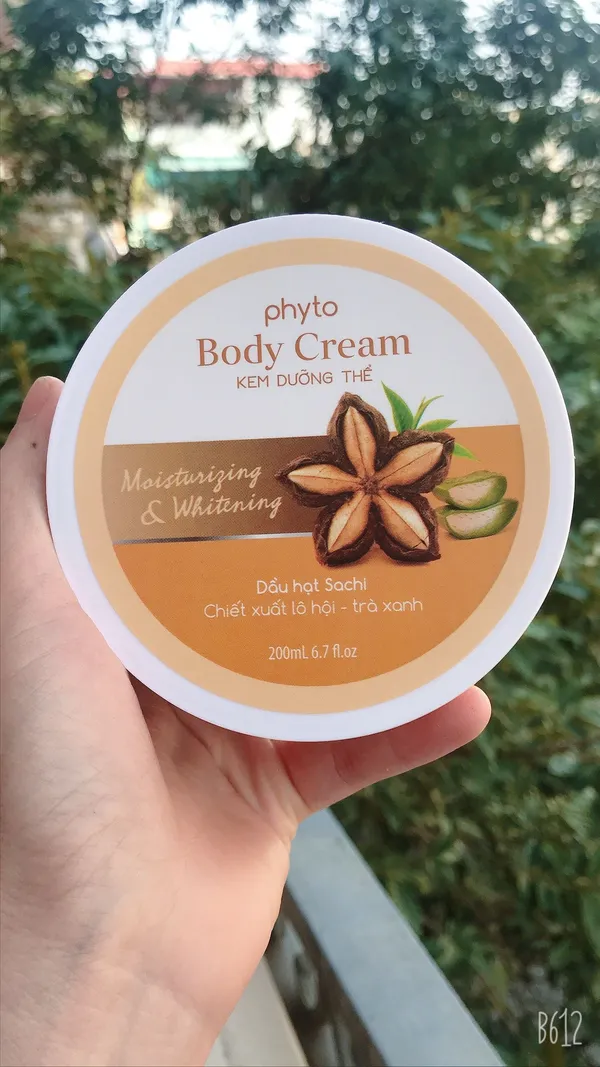 phyto
Body Cream
KEM DƯỠNG THỂ
Moisturizing
& Whitening
Dầu hạt Sachi
Chiết xuất lô hội - trà xanh
200mL 6.7 fl.oz
B612